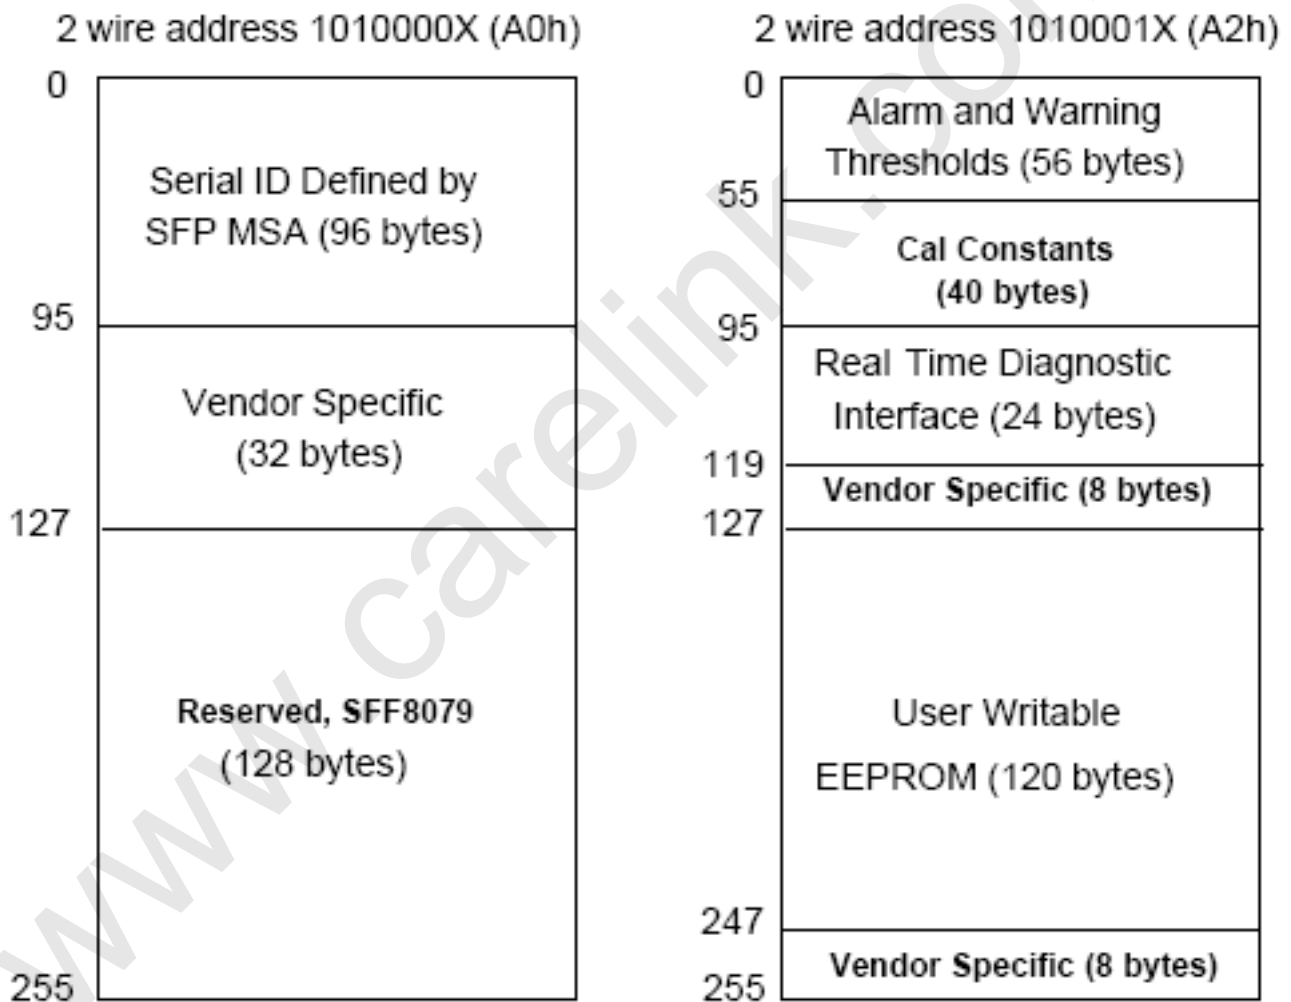 2 wire address 1010000X (A0h)
0
Serial ID Defined by
SFP MSA (96 bytes)
95
Vendor Specific
(32 bytes)
127
Reserved, SFF8079
(128 bytes)
255
2 wire address 1010001X (A2h)
0
Alarm and Warning
Thresholds (56 bytes)
55
Cal Constants
(40 bytes)
95
Real Time Diagnostic
Interface (24 bytes)
119
Vendor Specific (8 bytes)
127
User Writable
EEPROM (120 bytes)
247
Vendor Specific (8 bytes)
255
www.carelink.co